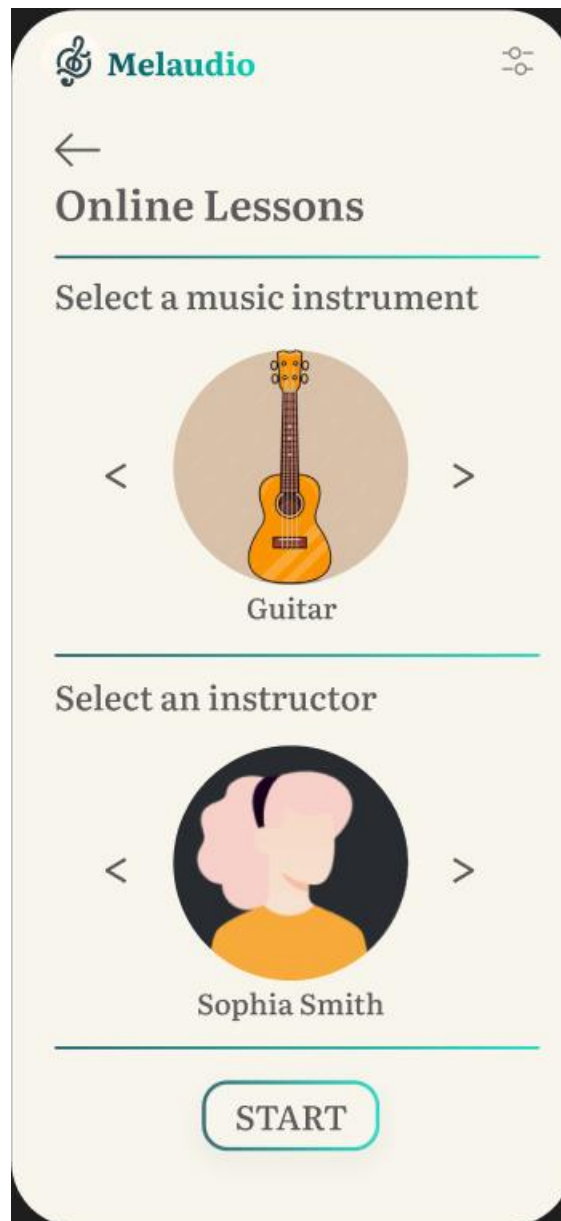 Melaudio
Online Lessons
Select a music instrument
< >
Guitar
Select an instructor
< >
Sophia Smith
START